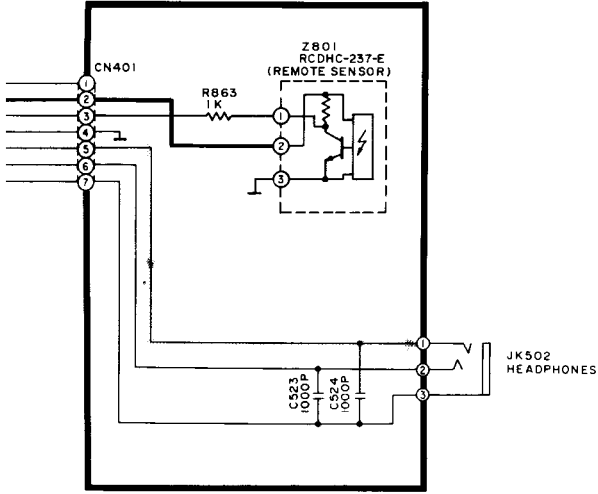 Z801
RCDHC-237-E
(REMOTE SENSOR)
CN401
R863
1K
1
2
3
4
5
6
7
1
2
3
C523
1000P
C524
1000P
1
2
3
JK502
HEADPHONES